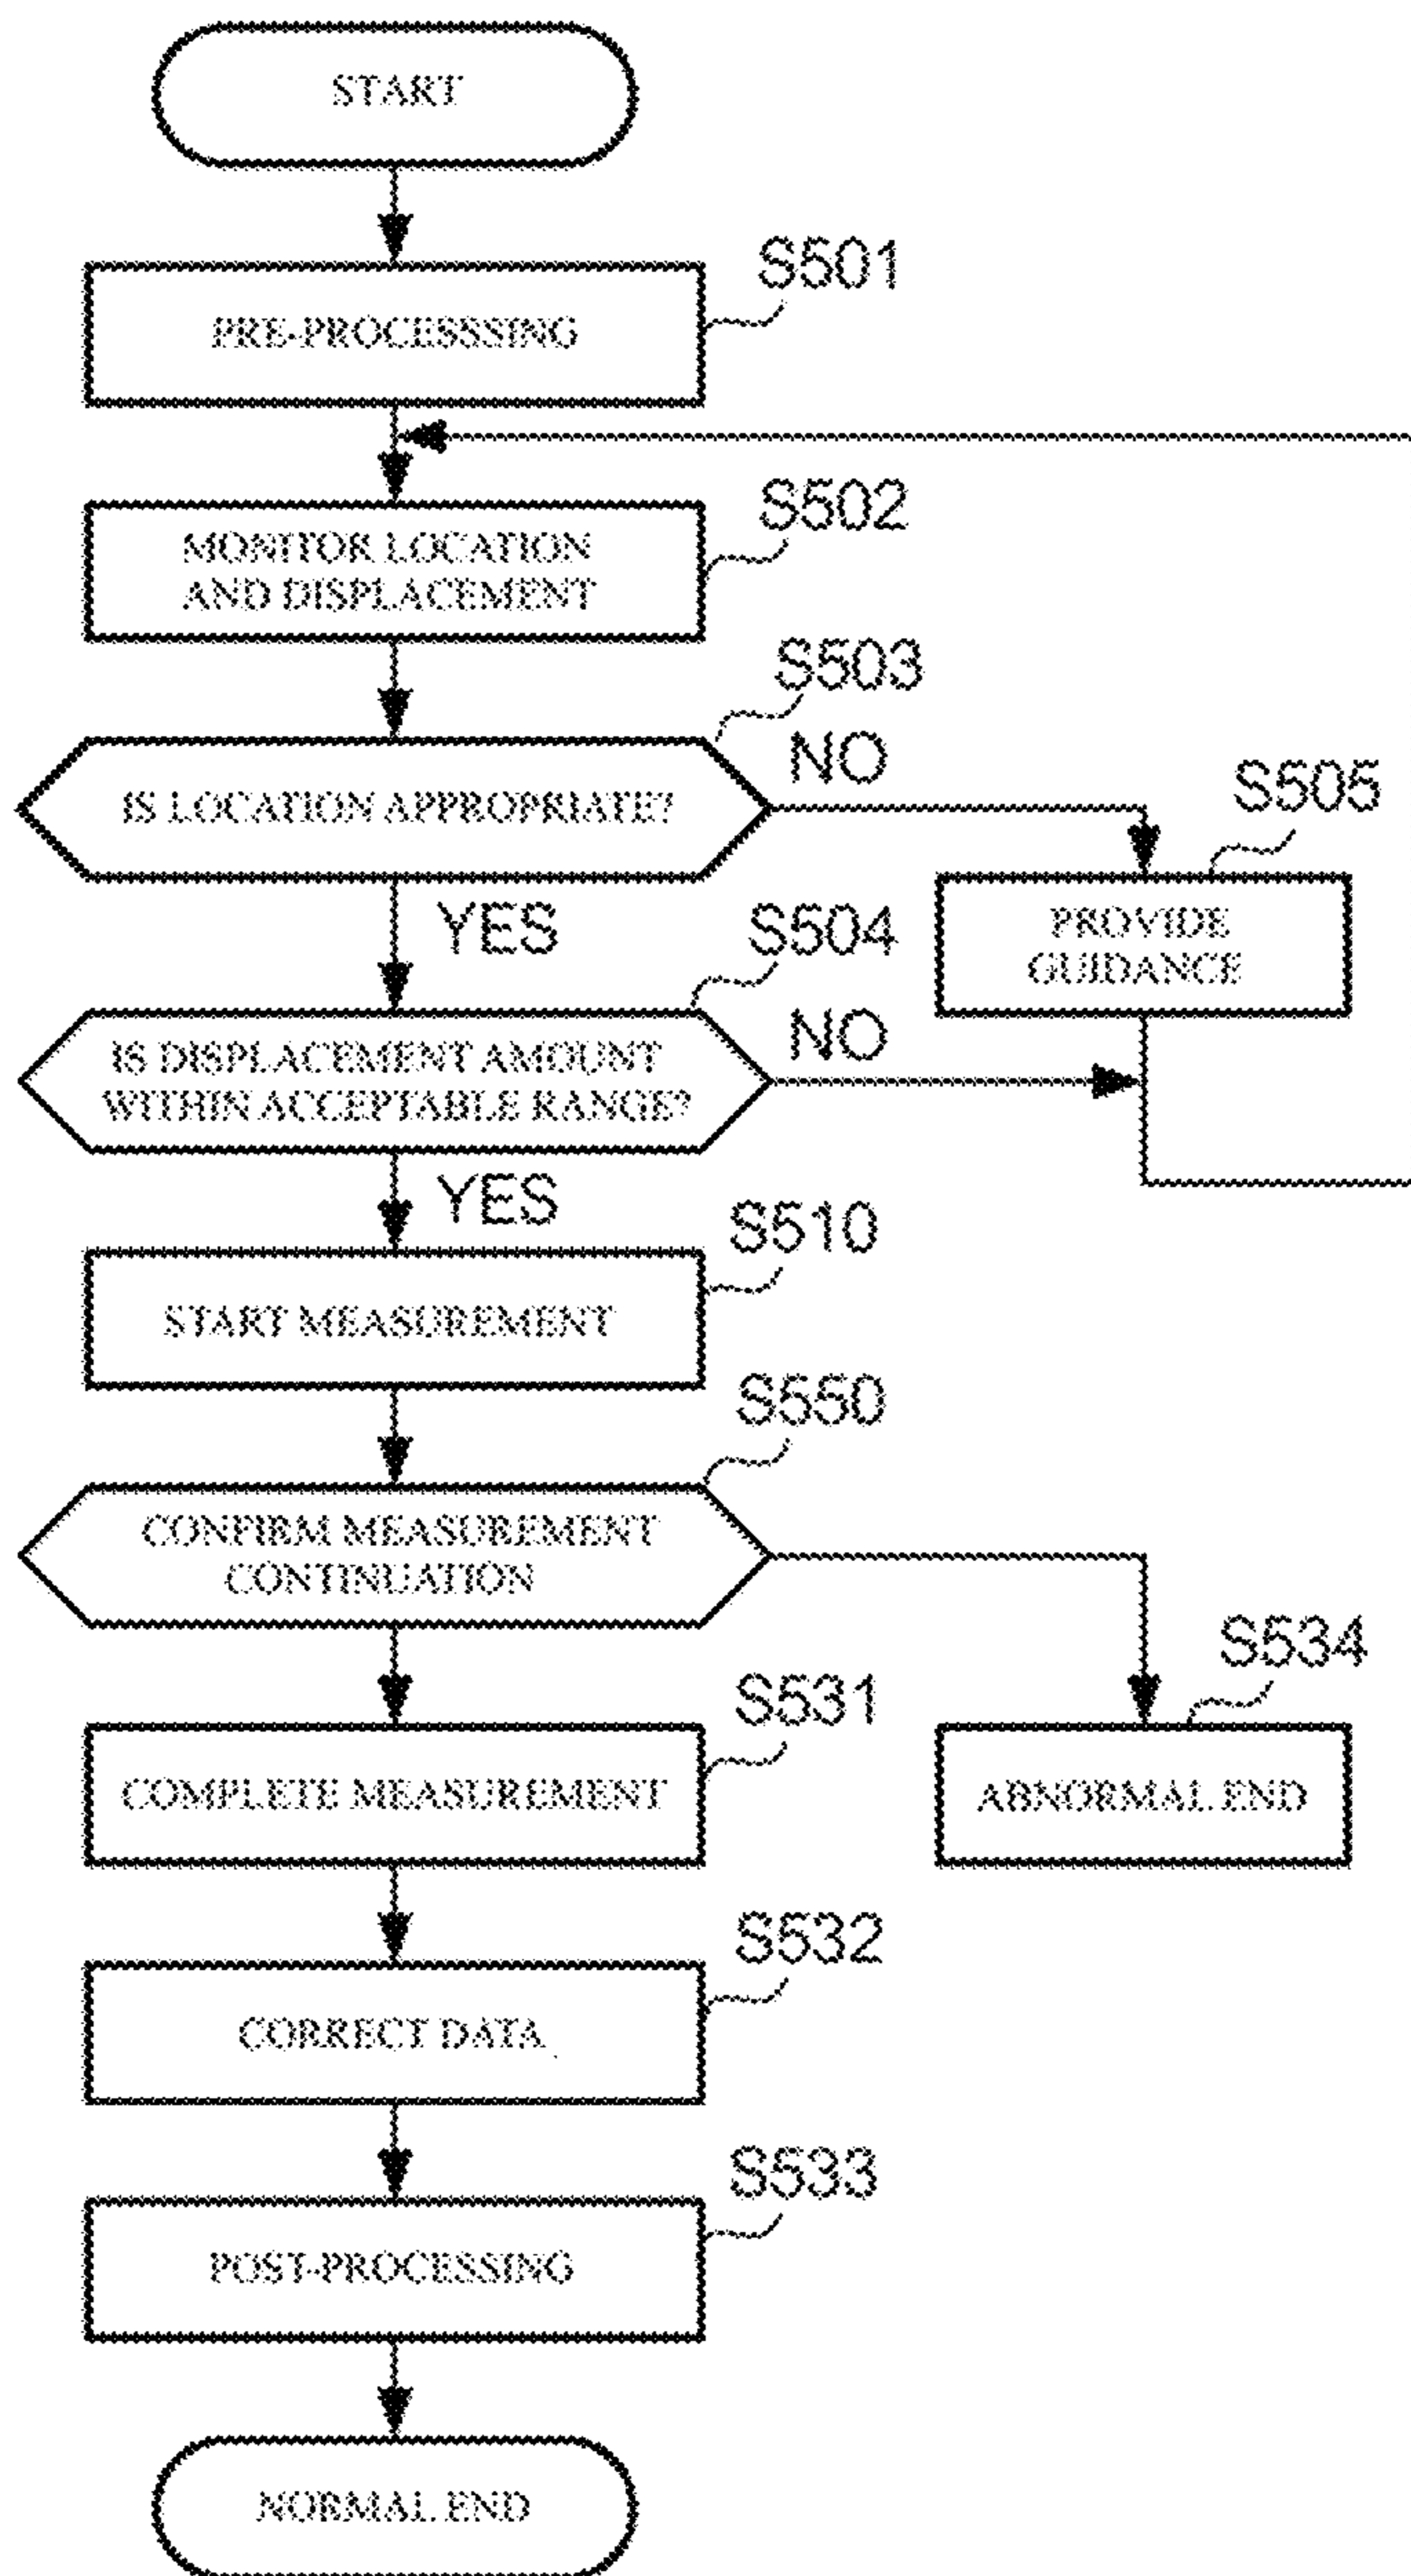 START
S501
PRE-PROCESSSING
S502
MONITOR LOCATION
AND DISPLACEMENT
S503
IS LOCATION APPROPRIATE?
NO
S505
PROVIDE
GUIDANCE
YES
S504
IS DISPLACEMENT AMOUNT
WITHIN ACCEPTABLE RANGE?
NO
YES
S510
START MEASUREMENT
S550
CONFIRM MEASUREMENT
CONTINUATION
S534
ABNORMAL END
S531
COMPLETE MEASUREMENT
S532
CORRECT DATA
S533
POST-PROCESSING
NORMAL END